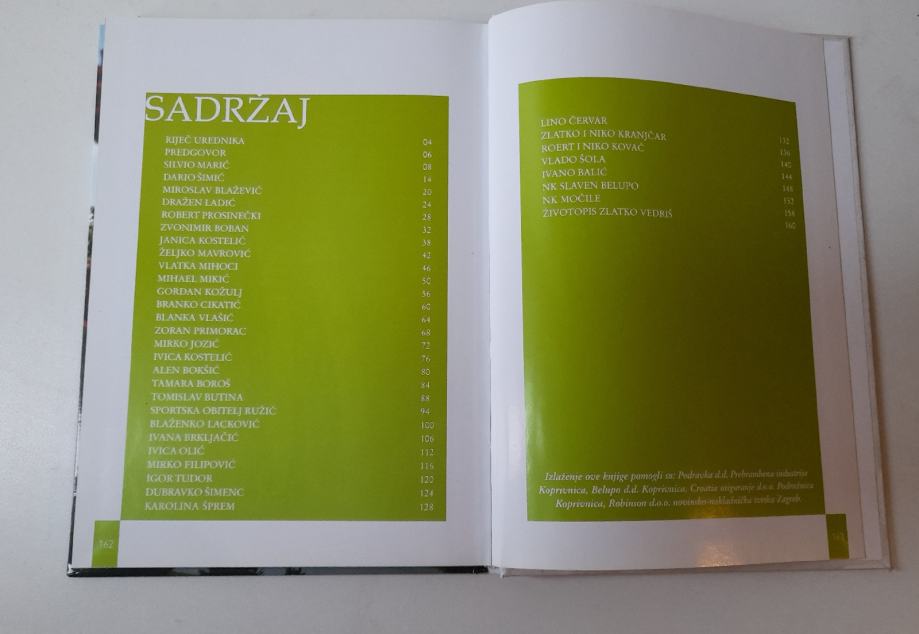 SADRŽAJ
RIJEČ UREDNIKA 04
PREDGOVOR 06
SILVIO MARIĆ 08
DARIO ŠIMIĆ 14
MIROSLAV BLAŽEVIĆ 20
DRAŽEN LADIĆ 24
ROBERT PROSINEČKI 28
ZVONIMIR BOBAN 32
JANICA KOSTELIĆ 38
ŽELJKO MAVROVIĆ 42
VLATKA MIHOCI 46
MIHAEL MIKIĆ 50
GORDAN KOŽULJ 56
BRANKO CIKATIĆ 60
BLANKA VLAŠIĆ 64
ZORAN PRIMORAC 68
MIRKO JOZIĆ 72
IVICA KOSTELIĆ 76
ALEN BOKŠIĆ 80
TAMARA BOROŠ 84
TOMISLAV BUTINA 88
SPORTSKA OBITELJ RUŽIĆ 94
BLAŽENKO LACKOVIĆ 100
IVANA BRKLJAČIĆ 106
IVICA OLIĆ 112
MIRKO FILIPOVIĆ 116
IGOR TUDOR 120
DUBRAVKO ŠIMENC 124
KAROLINA ŠPREM 128
162
LINO ČERVAR 132
ZLATKO I NIKO KRANJČAR 136
ROERT I NIKO KOVAČ 140
VLADO ŠOLA 144
IVANO BALIĆ 148
NK SLAVEN BELUPO 152
NK MOČILE 158
ŽIVOTOPIS ZLATKO VEDRIŠ 160
Izlaženje ove knjige pomogli su: Podravka d.d. Prehrambena industrija
Koprivnica, Belupo d.d. Koprivnica, Croatia osiguranje d.o.o. Podružnica
Koprivnica, Robinson d.o.o. novinsko-nakladnička tvrtka Zagreb.
163